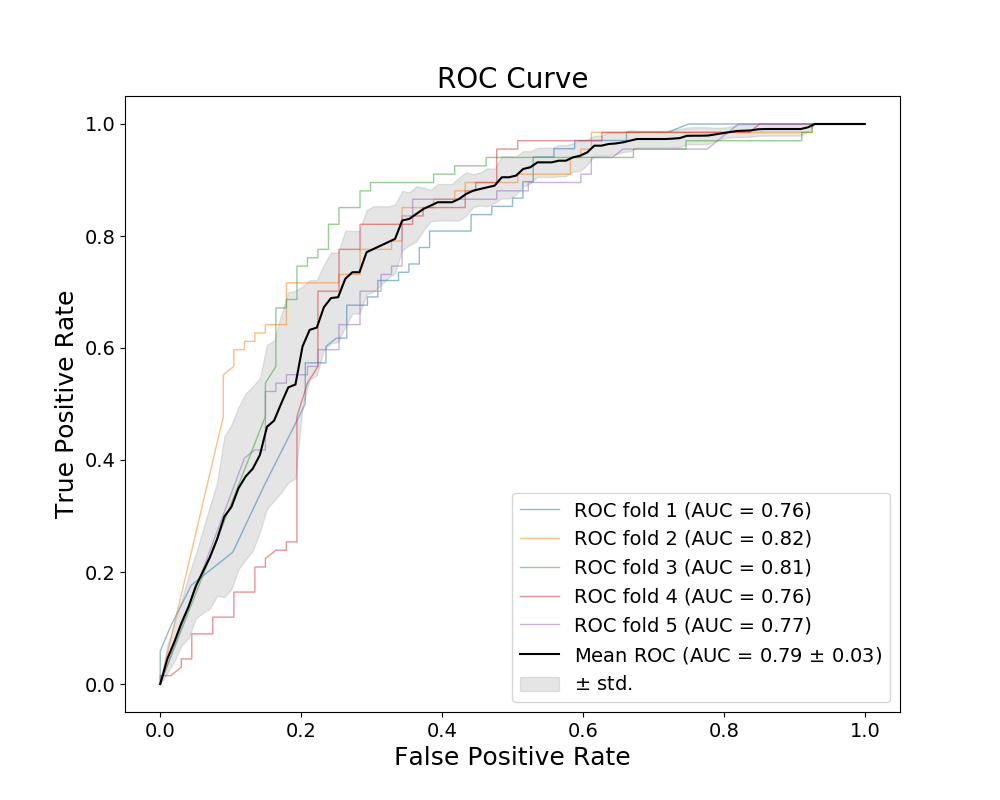 ROC Curve
1.0
0.8
0.6
0.4
0.2
0.0
True Positive Rate
ROC fold 1 (AUC = 0.76)
ROC fold 2 (AUC = 0.82)
ROC fold 3 (AUC = 0.81)
ROC fold 4 (AUC = 0.76)
ROC fold 5 (AUC = 0.77)
Mean ROC (AUC = 0.79 ± 0.03)
± std.
0.0 0.2 0.4 0.6 0.8 1.0
False Positive Rate